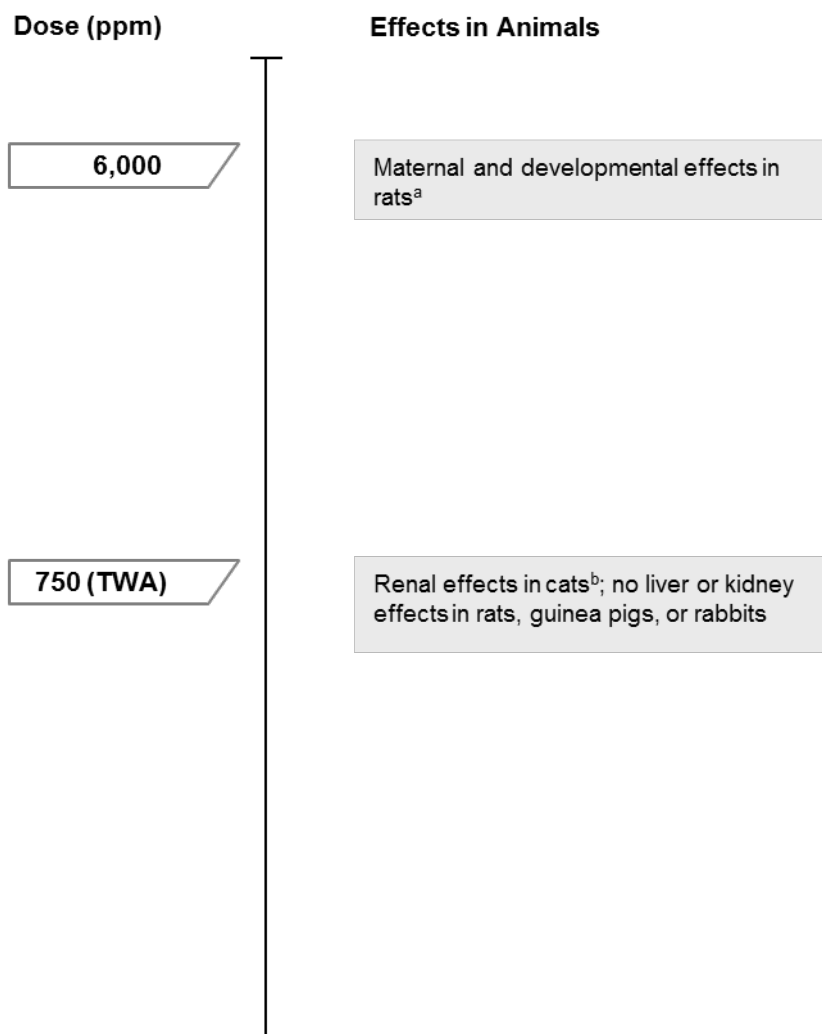 Dose (ppm) Effects in Animals
6,000
Maternal and developmental effects in
ratsᵃ
750 (TWA)
Renal effects in catsᵇ; no liver or kidney
effects in rats, guinea pigs, or rabbits